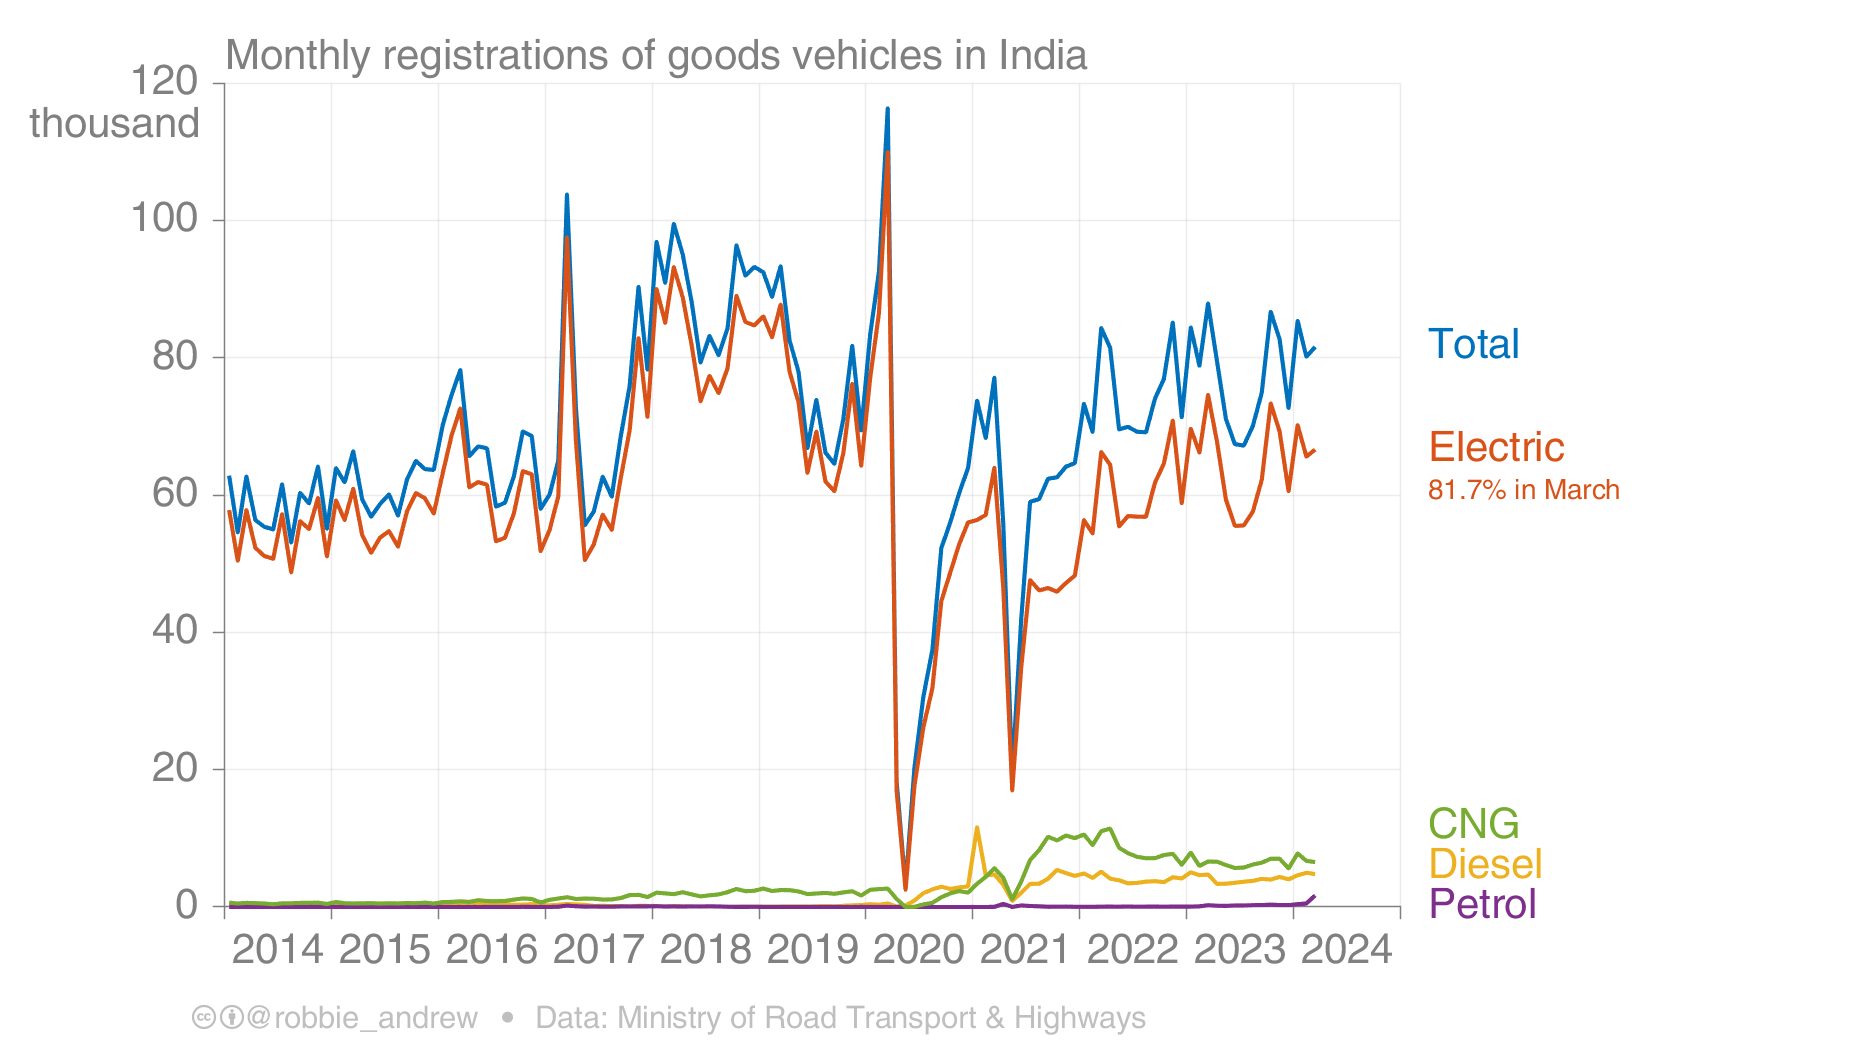 Monthly registrations of goods vehicles in India
120
thousand
100
80
60
40
20
0
Total
Electric
81.7% in March
CNG
Diesel
Petrol
2014 2015 2016 2017 2018 2019 2020 2021 2022 2023 2024
@robbie_andrew • Data: Ministry of Road Transport & Highways